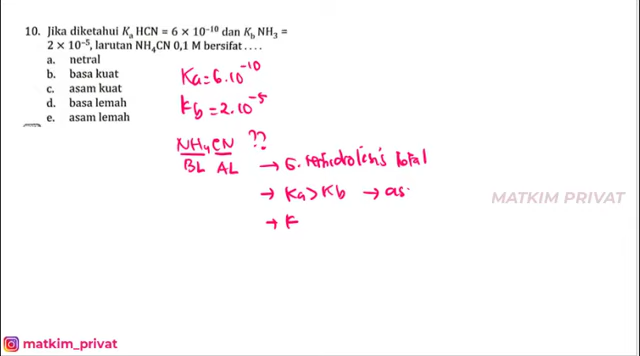 10. Jika diketahui Kₐ HCN = 6 × 10⁻¹⁰ dan K_b NH₃ =
2 × 10⁻⁵, larutan NH₄CN 0,1 M bersifat . . . .
a. netral
b. basa kuat
c. asam kuat
d. basa lemah
e. asam lemah
Ka = 6.10⁻¹⁰
Kb = 2.10⁻⁵
NH₄CN ??
BL AL
→ G. total
→ Ka > Kb → as
→ K
MATKIM PRIVAT
matkim_privat